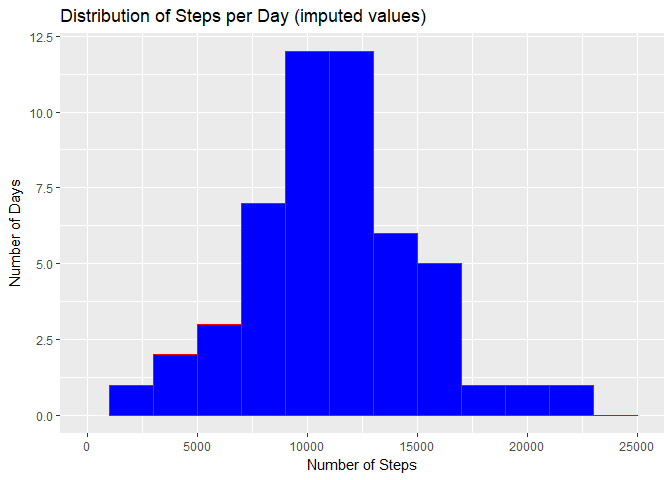 Distribution of Steps per Day (imputed values)
12.5
10.0
7.5
5.0
2.5
0.0
Number of Days
0 5000 10000 15000 20000 25000
Number of Steps